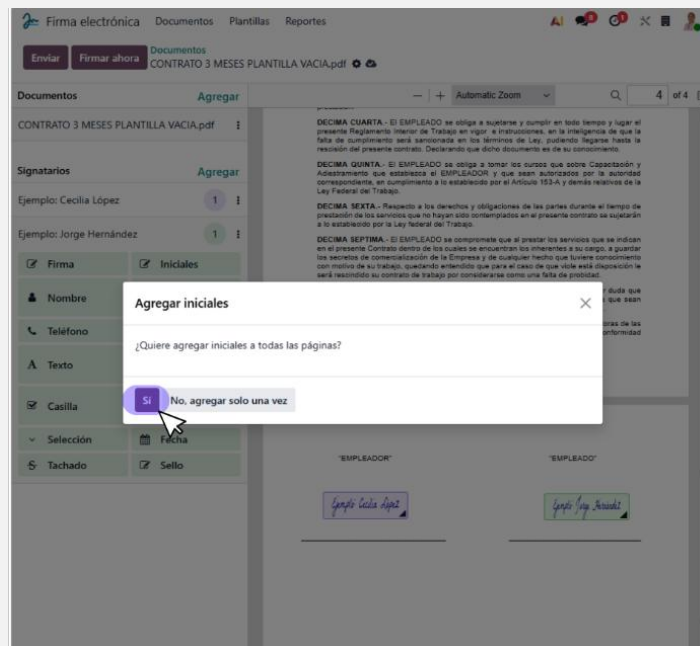 Firma electrónica Documentos Plantillas Reportes AI
Enviar Firmar ahora Documentos
CONTRATO 3 MESES PLANTILLA VACIA.pdf
Documentos Agregar
CONTRATO 3 MESES PLANTILLA VACIA.pdf
Signatarios Agregar
Ejemplo: Cecilia López 1
Ejemplo: Jorge Hernández 1
Firma Iniciales
Nombre
Teléfono
Texto
Casilla
Selección Fecha
Tachado Sello
Automatic Zoom 4 of 4
DECIMA CUARTA.- El EMPLEADO se obliga a sujetarse y cumplir en todo tiempo y lugar el
presente Reglamento Interior de Trabajo en vigor e instrucciones, en la inteligencia de que la
falta de cumplimiento será sancionada en los términos de Ley, pudiendo llegarse hasta la
rescisión del presente contrato. Declarando que dicho documento es de su conocimiento.
DECIMA QUINTA.- El EMPLEADO se obliga a tomar los cursos que sobre Capacitación y
Adiestramiento que establezca el EMPLEADOR y que sean autorizados por la autoridad
correspondiente, en cumplimiento a lo establecido por el Artículo 153-A y demás relativos de la
Ley Federal del Trabajo.
DECIMA SEXTA.- Respecto a los derechos y obligaciones de las partes durante el tiempo de
prestación de los servicios que no hayan sido contemplados en el presente contrato se sujetarán
a lo establecido por la Ley federal del Trabajo.
DECIMA SEPTIMA.- El EMPLEADO se compromete que al prestar los servicios que se indican
en el presente Contrato dentro de los cuales se encuentran los inherentes a su cargo, a guardar
los secretos de comercialización de la Empresa y de cualquier hecho que tuviere conocimiento
con motivo de su trabajo, quedando entendido que para el caso de que viole está disposición le
será rescindido su contrato de trabajo por considerarse como una falta de probidad.
duda que
que sean
oras de las
onformidad
Agregar iniciales
¿Quiere agregar iniciales a todas las páginas?
Sí No, agregar solo una vez
"EMPLEADOR" "EMPLEADO"
Ejemplo: Cecilia López Ejemplo: Jorge Hernández